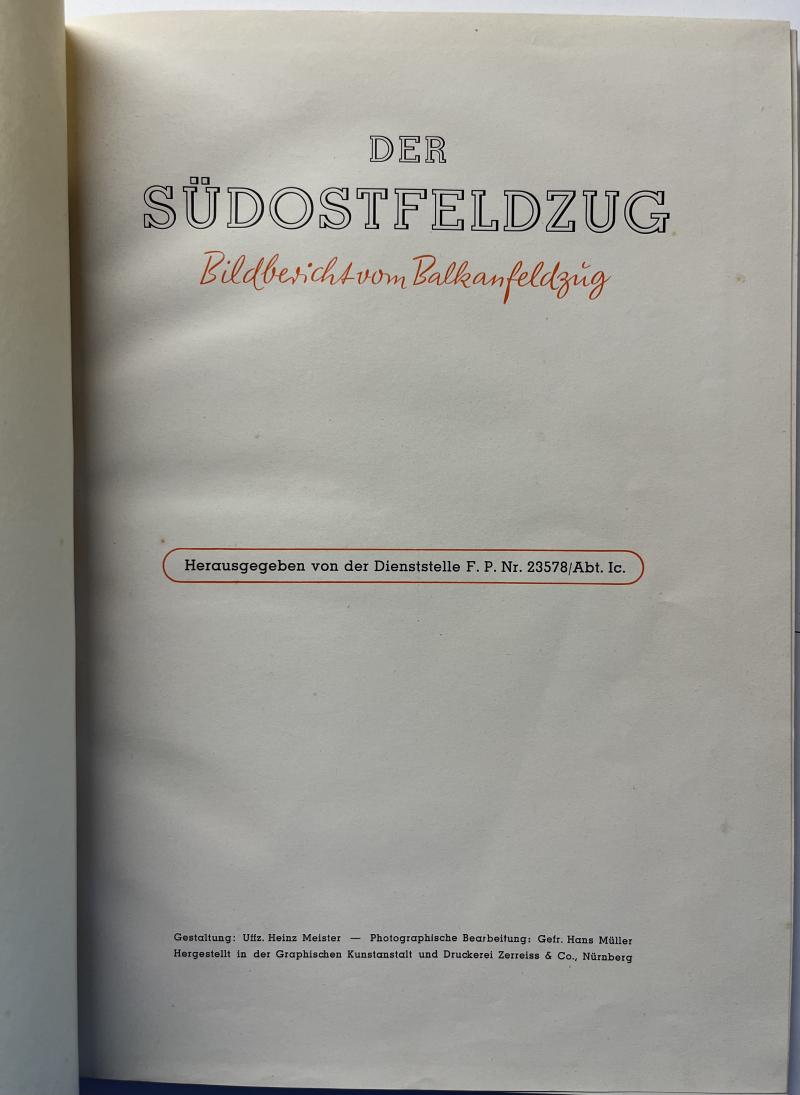 DER
SÜDOSTFELDZUG
Bildbericht vom Balkanfeldzug
Herausgegeben von der Dienststelle F. P. Nr. 23578/Abt. Ic.
Gestaltung: Uffz. Heinz Meister — Photographische Bearbeitung: Gefr. Hans Müller
Hergestellt in der Graphischen Kunstanstalt und Druckerei Zerreiss & Co., Nürnberg